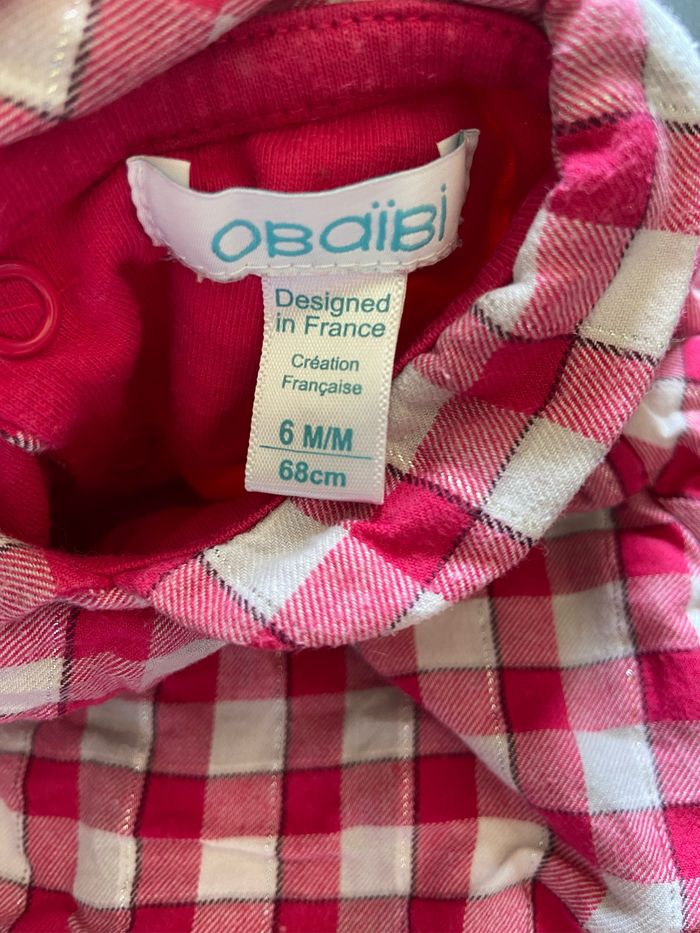 OBaïBi
Designed
in France
Création
Française
6 M/M
68cm